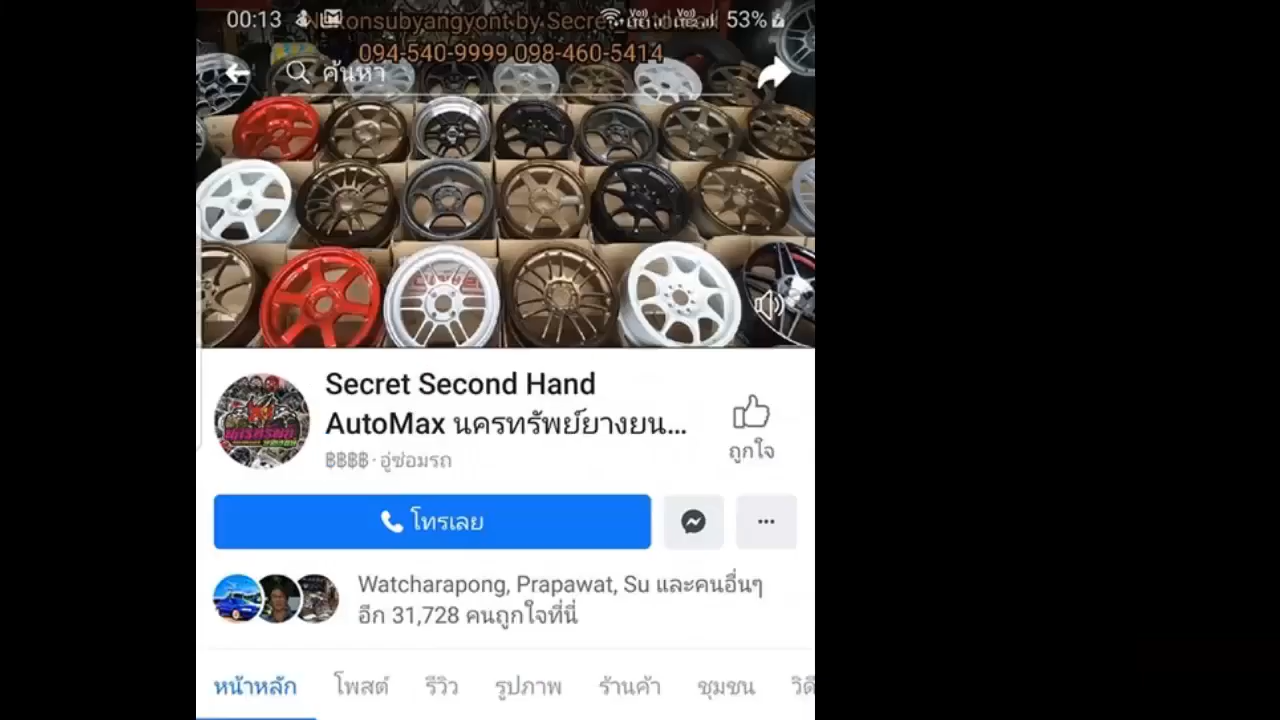 00:13
53%
094-540-9999 098-460-5414
ค้นหา
Secret Second Hand
AutoMax นครทรัพย์ยางยน...
฿฿฿฿ · อู่ซ่อมรถ
ถูกใจ
โทรเลย
Watcharapong, Prapawat, Su และคนอื่นๆ
อีก 31,728 คนถูกใจที่นี่
หน้าหลัก โพสต์ รีวิว รูปภาพ ร้านค้า ชุมชน วิดี